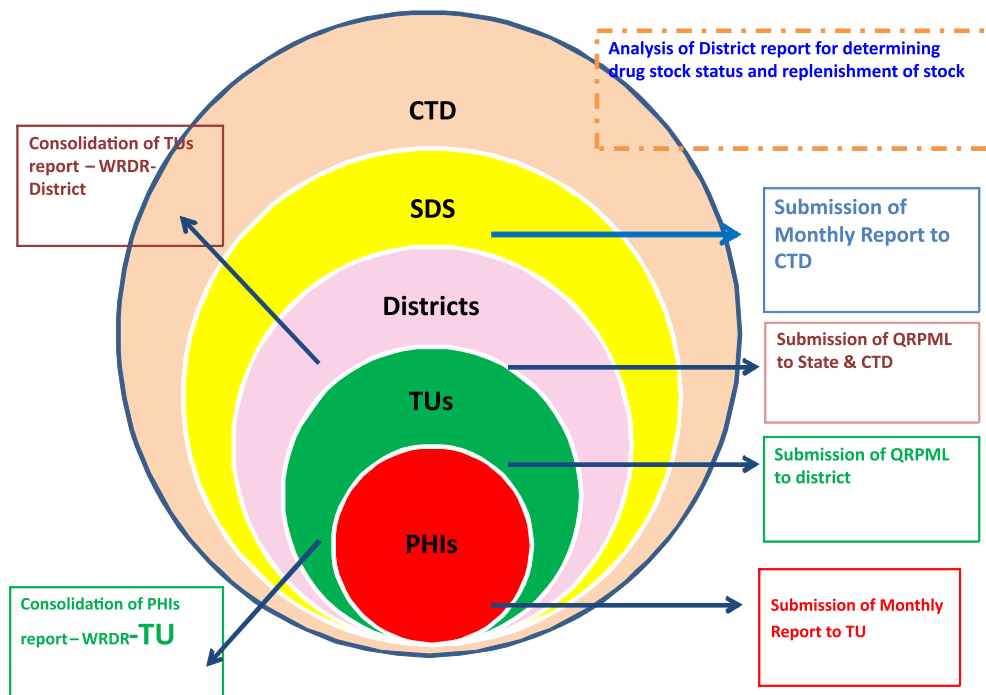 Analysis of District report for determining
drug stock status and replenishment of stock
CTD
Consolidation of TUs
report – WRDR-
District
SDS
Submission of
Monthly Report to
CTD
Districts
Submission of QRPML
to State & CTD
TUs
Submission of QRPML
to district
PHIs
Consolidation of PHIs
report – WRDR-TU
Submission of Monthly
Report to TU